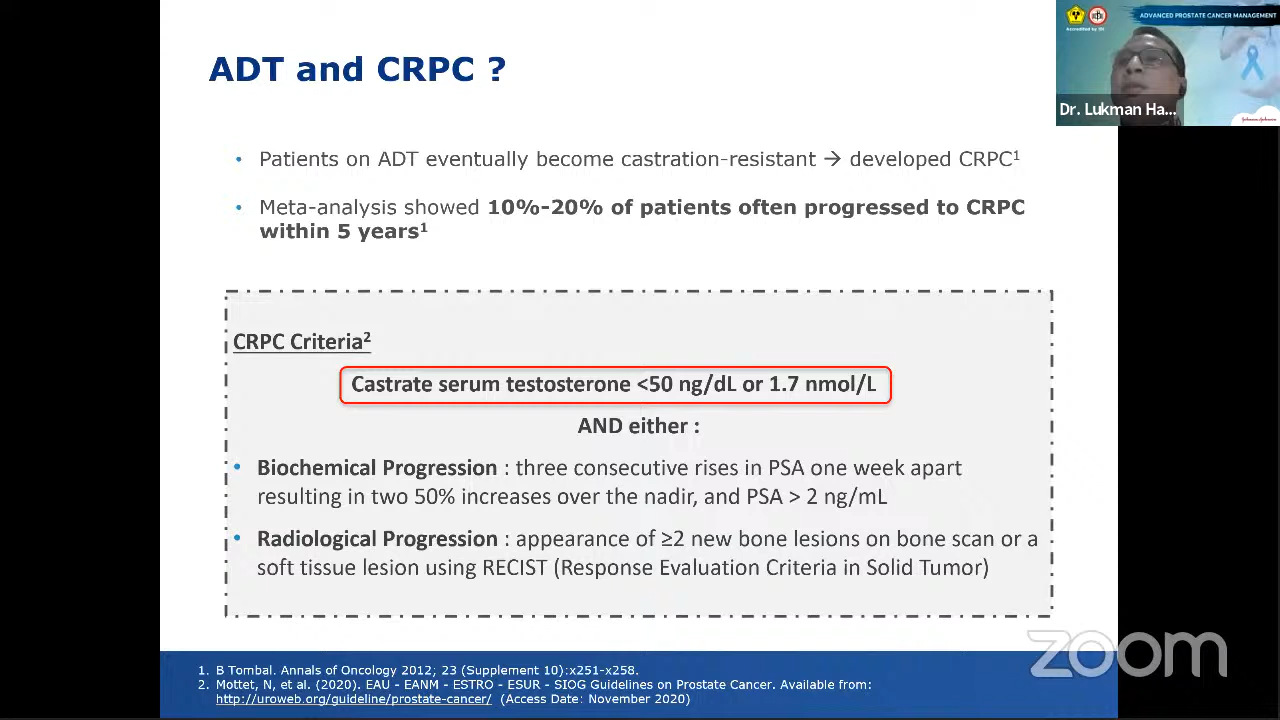 ADVANCED PROSTATE CANCER MANAGEMENT
Accredited by IDI
Dr. Lukman Ha...
ADT and CRPC ?
• Patients on ADT eventually become castration-resistant → developed CRPC¹
• Meta-analysis showed 10%-20% of patients often progressed to CRPC
within 5 years¹
CRPC Criteria²
Castrate serum testosterone <50 ng/dL or 1.7 nmol/L
AND either :
• Biochemical Progression : three consecutive rises in PSA one week apart
resulting in two 50% increases over the nadir, and PSA > 2 ng/mL
• Radiological Progression : appearance of ≥2 new bone lesions on bone scan or a
soft tissue lesion using RECIST (Response Evaluation Criteria in Solid Tumor)
zoom
1. B Tombal. Annals of Oncology 2012; 23 (Supplement 10):x251-x258.
2. Mottet, N, et al. (2020). EAU - EANM - ESTRO - ESUR - SIOG Guidelines on Prostate Cancer. Available from:
http://uroweb.org/guideline/prostate-cancer/ (Access Date: November 2020)